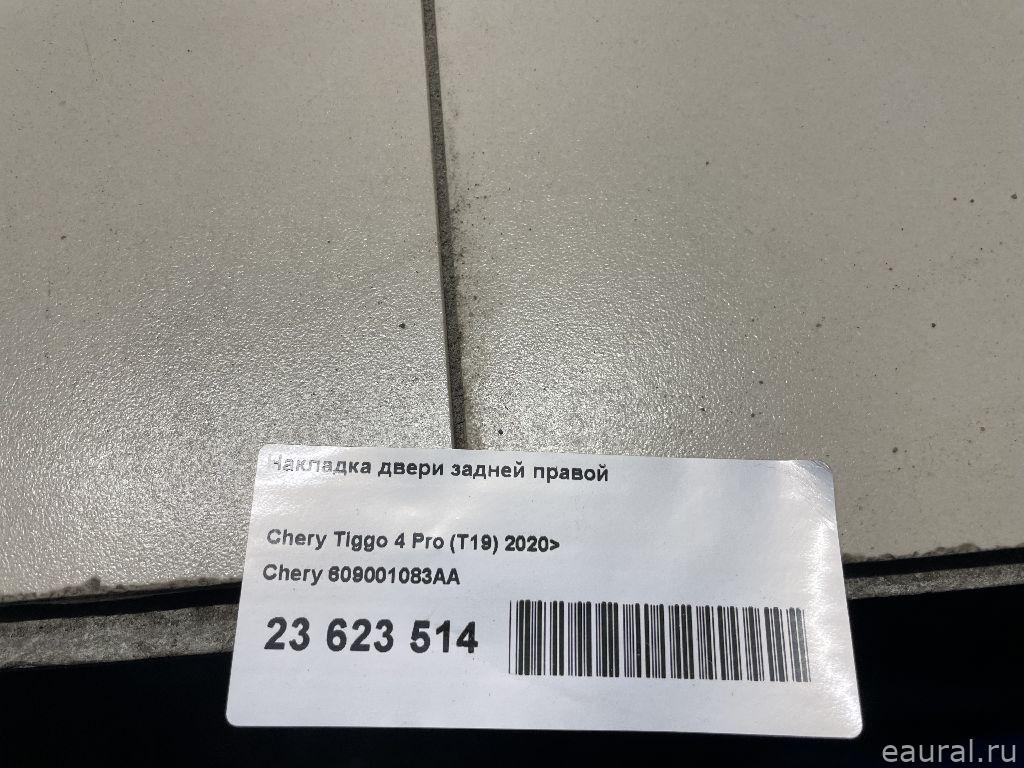 Накладка двери задней правой
Chery Tiggo 4 Pro (T19) 2020>
Chery 609001083AA
23 623 514
eaural.ru